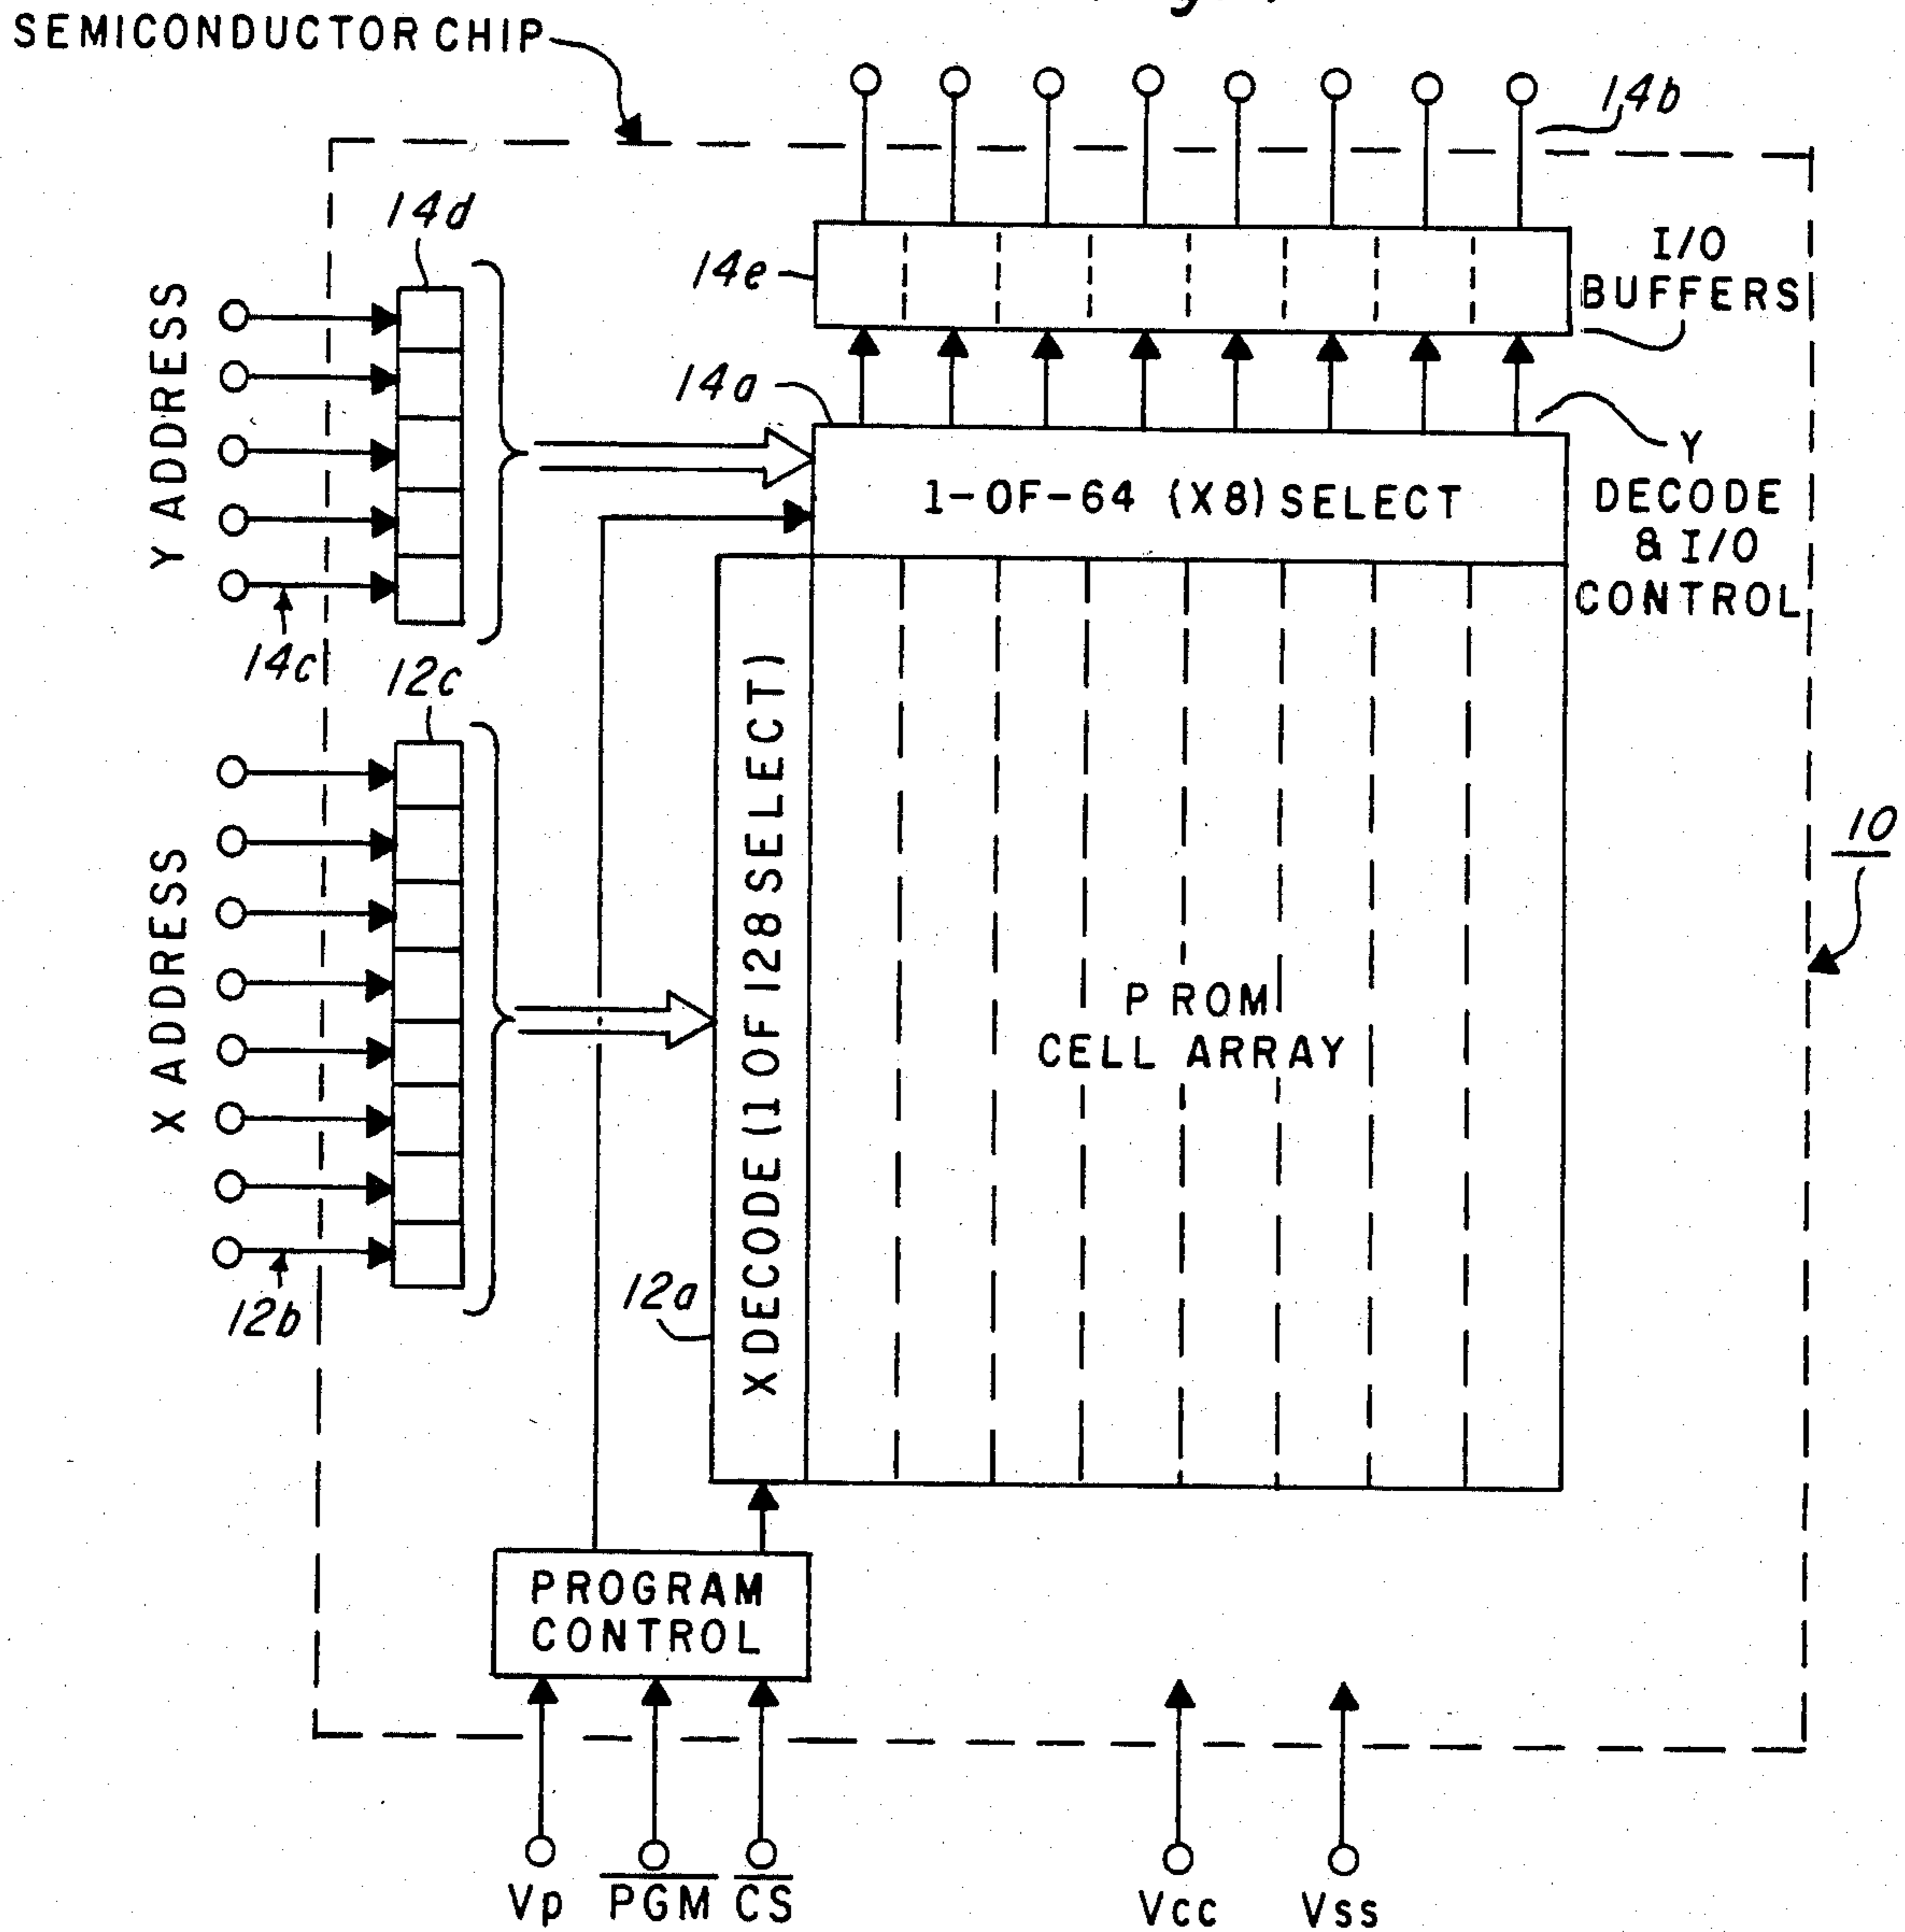 SEMICONDUCTOR CHIP
14b
14d
I/O
BUFFERS
14e
Y ADDRESS
14a
Y
DECODE
& I/O
CONTROL
1-OF-64 (X8) SELECT
14c
12c
X DECODE (1 OF 128 SELECT)
10
X ADDRESS
P ROM
CELL ARRAY
12a
12b
PROGRAM
CONTROL
Vp
PGM
CS
Vcc
Vss